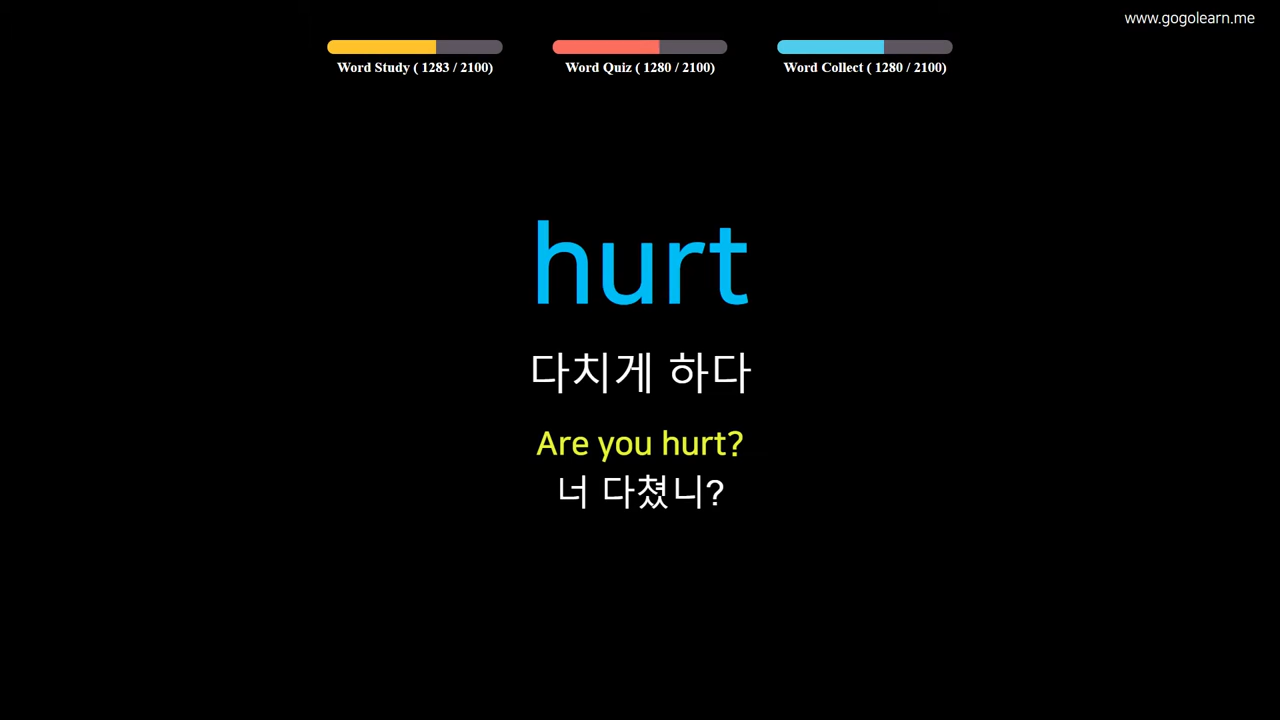 www.gogolearn.me
Word Study ( 1283 / 2100)
Word Quiz ( 1280 / 2100)
Word Collect ( 1280 / 2100)
hurt
다치게 하다
Are you hurt?
너 다쳤니?